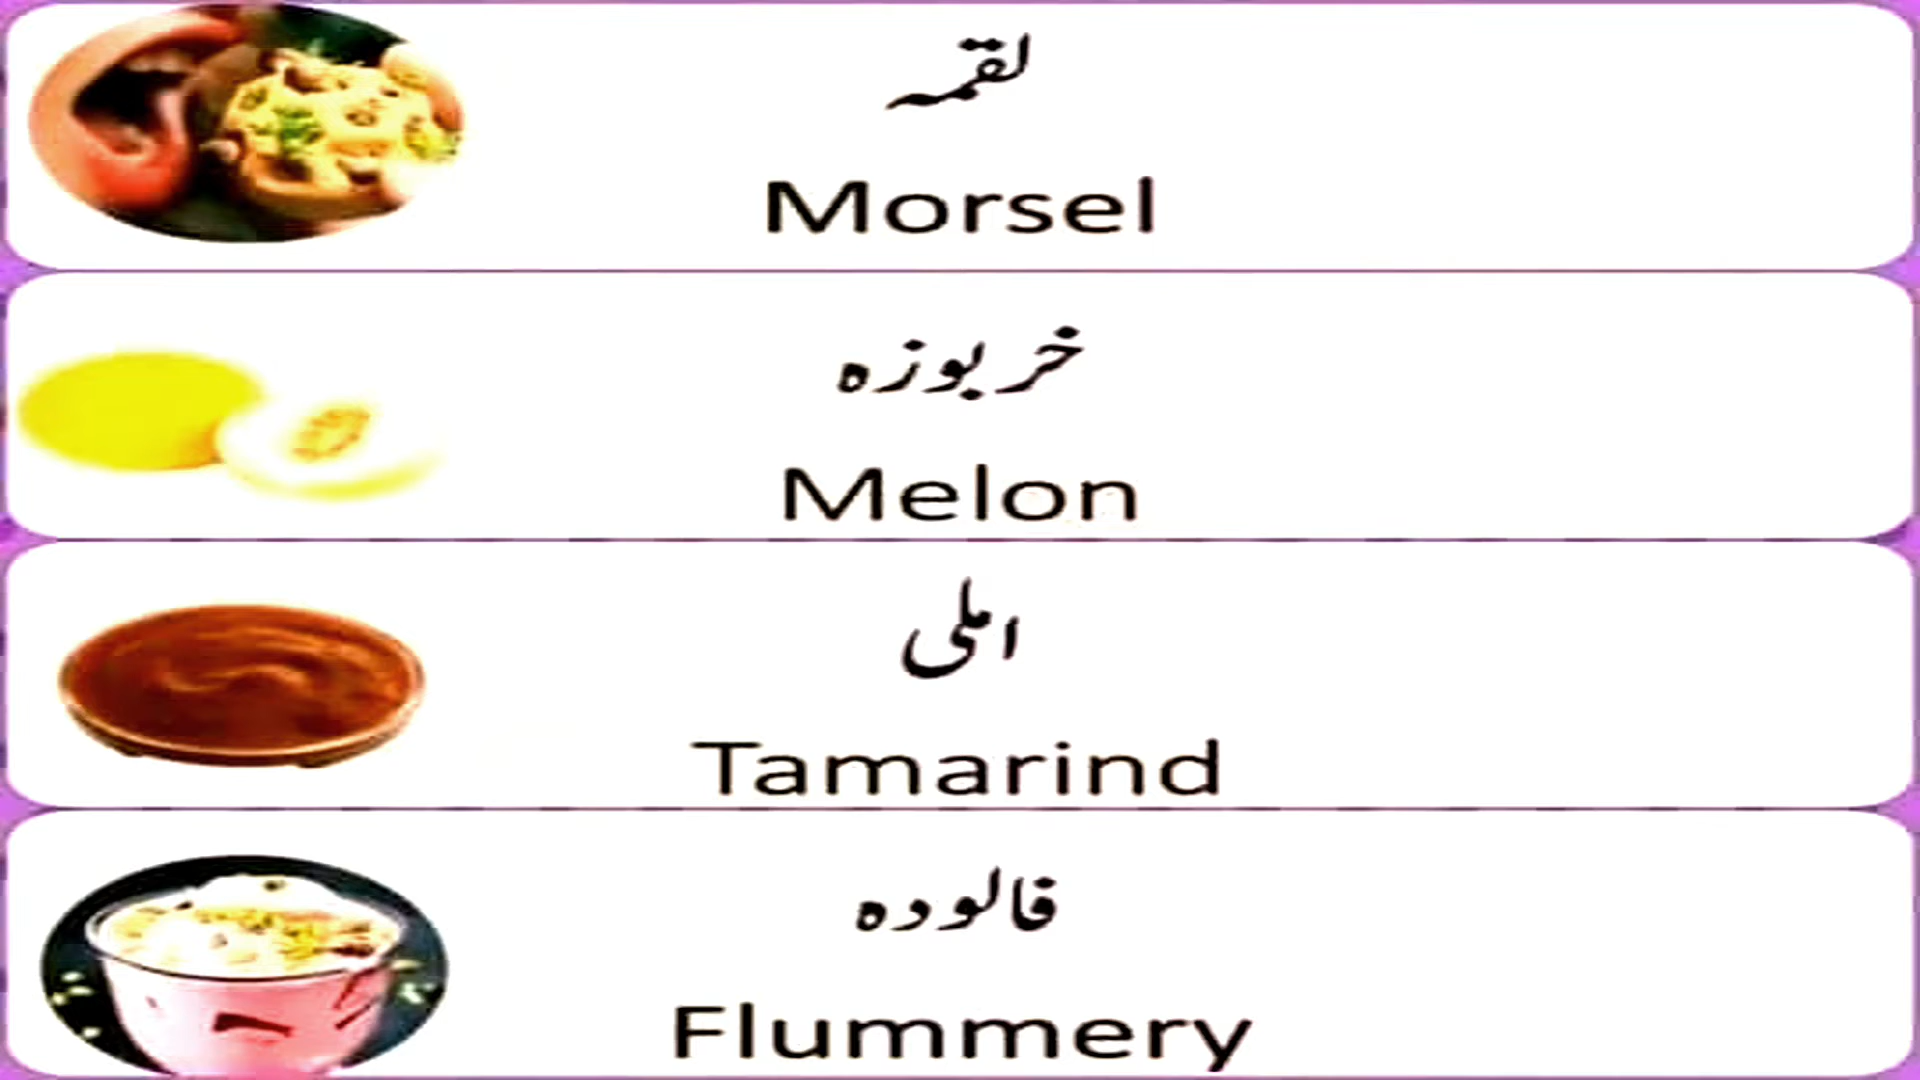 لقمہ
Morsel
خربوزہ
Melon
املی
Tamarind
فالودہ
Flummery